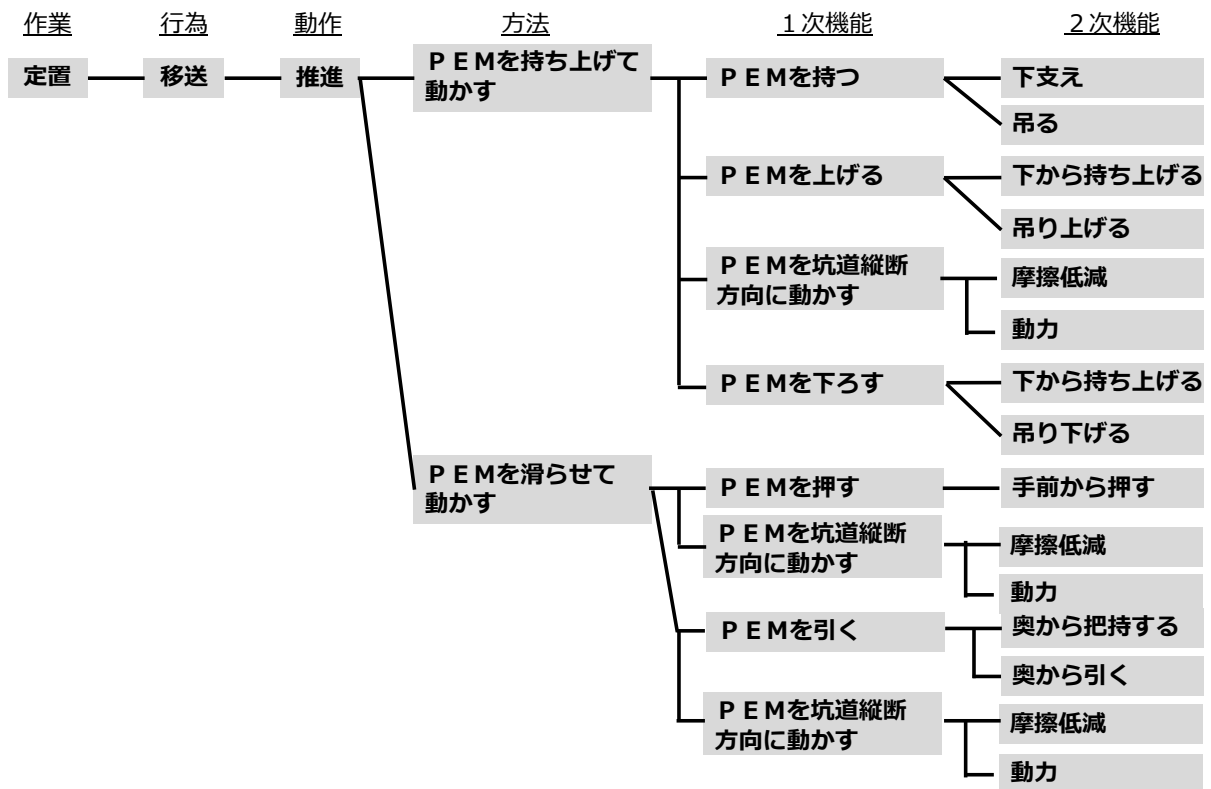 作業 行為 動作 方法 １次機能 ２次機能
定置 移送 推進 ＰＥＭを持ち上げて
動かす
ＰＥＭを持つ 下支え
吊る
ＰＥＭを上げる 下から持ち上げる
吊り上げる
ＰＥＭを坑道縦断
方向に動かす
摩擦低減
動力
ＰＥＭを下ろす 下から持ち上げる
吊り下げる
ＰＥＭを滑らせて
動かす
ＰＥＭを押す 手前から押す
ＰＥＭを坑道縦断
方向に動かす
摩擦低減
動力
ＰＥＭを引く 奥から把持する
奥から引く
ＰＥＭを坑道縦断
方向に動かす
摩擦低減
動力